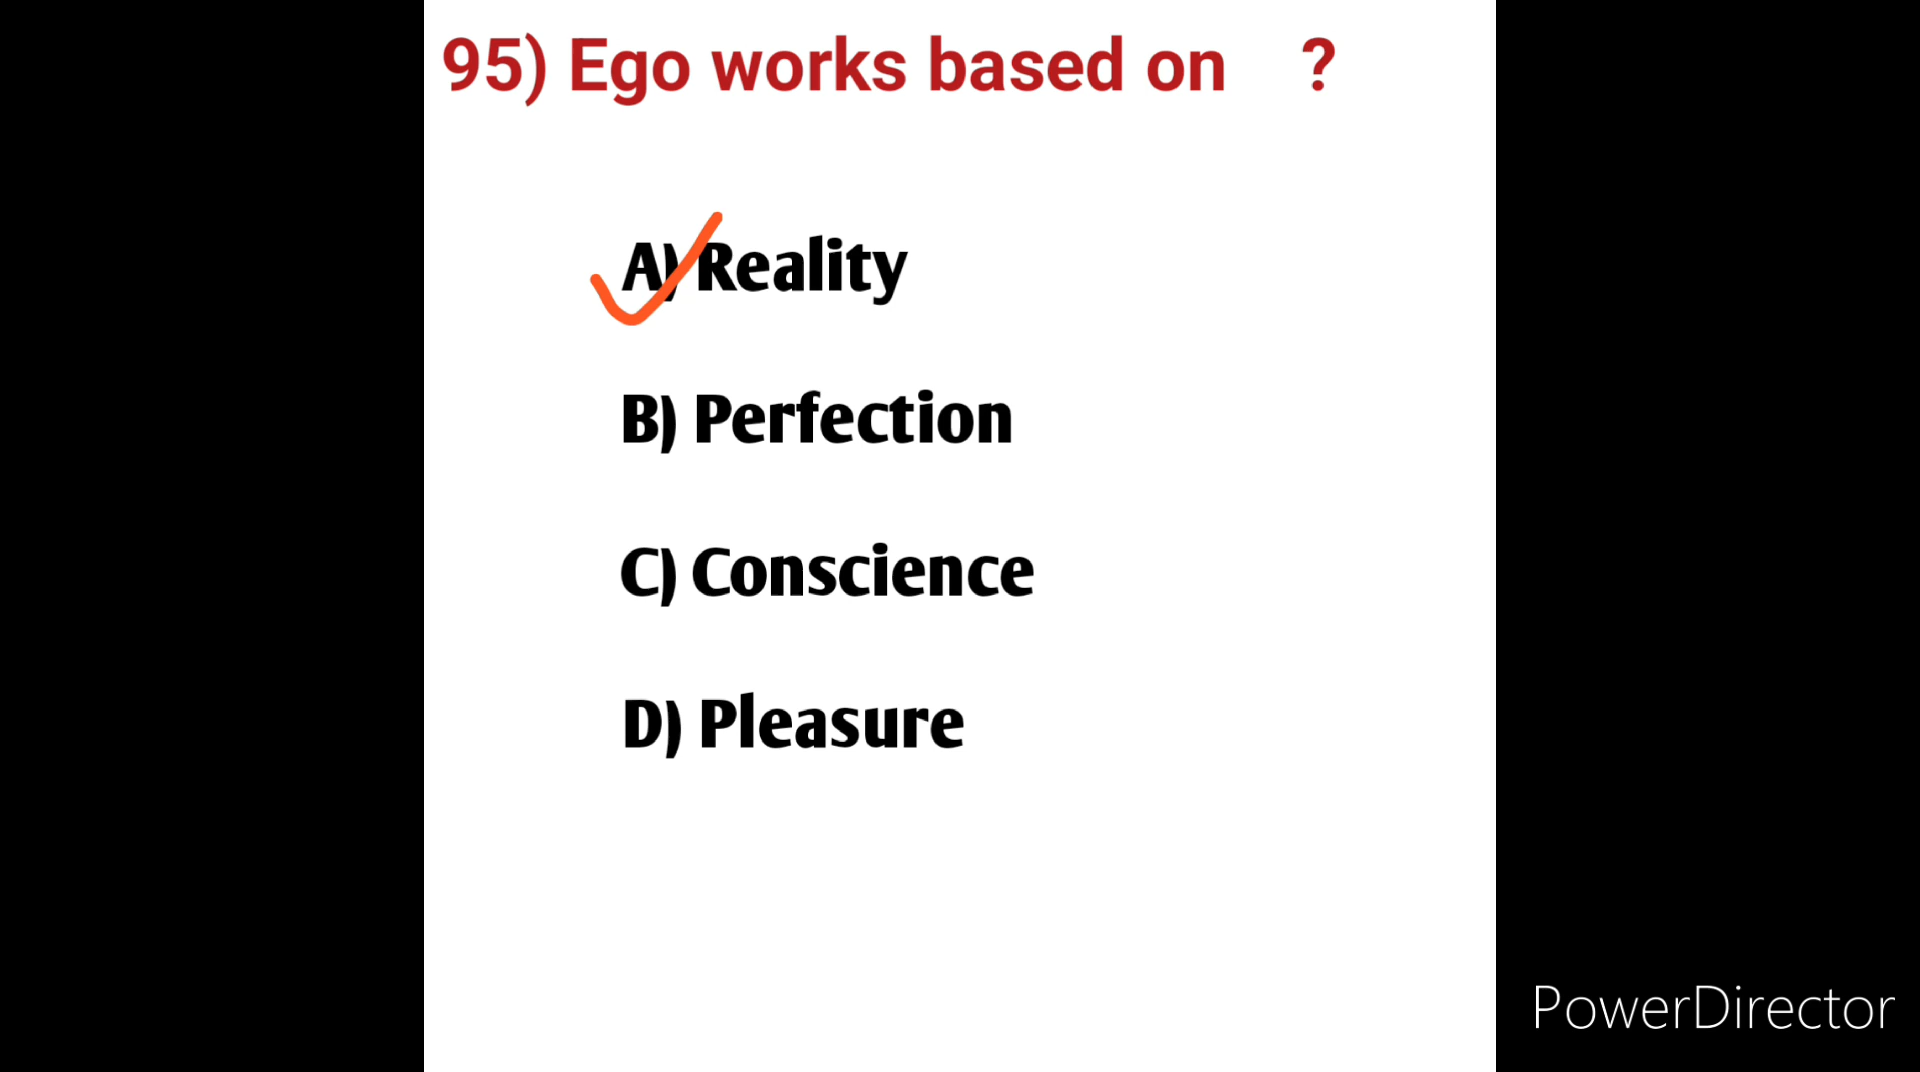 95) Ego works based on ?
A) Reality
B) Perfection
C) Conscience
D) Pleasure
PowerDirector